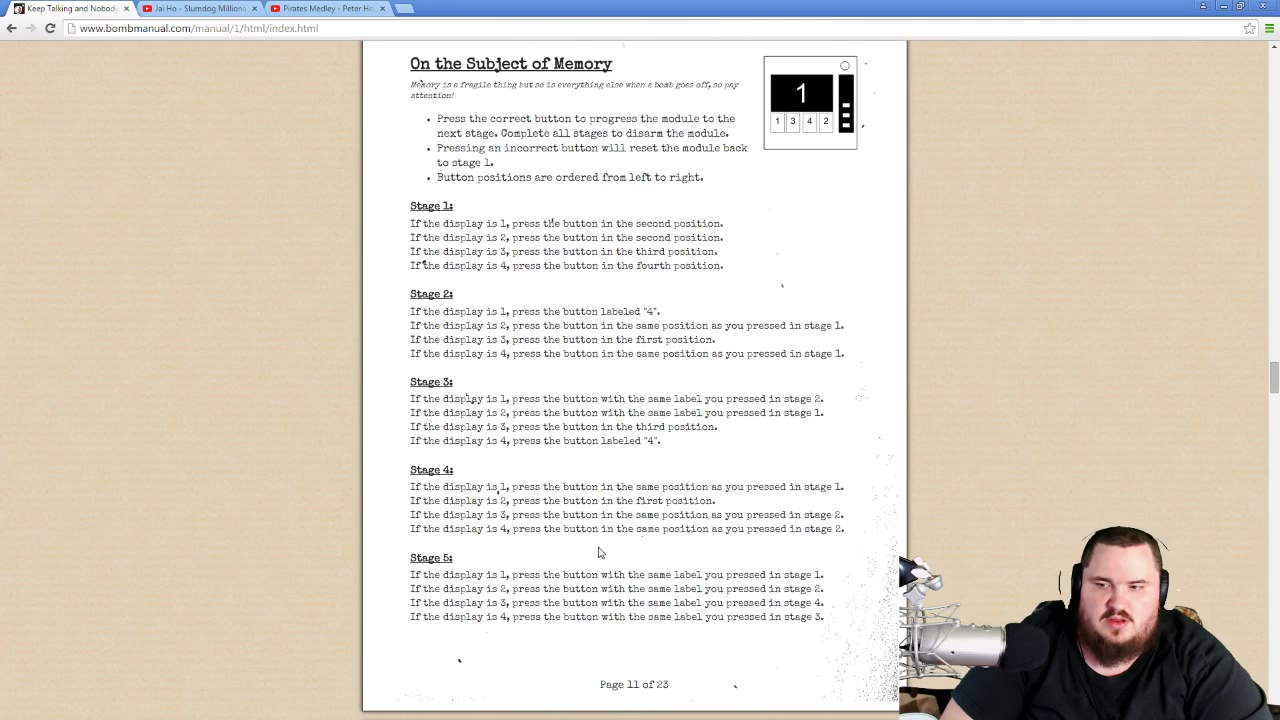 Keep Talking and Nobody
Jai Ho - Slumdog Million
Pirates Medley - Peter Ho
www.bombmanual.com/manual/1/html/index.html
On the Subject of Memory
Memory is a fragile thing but so is everything else when a bomb goes off, so pay
attention!
• Press the correct button to progress the module to the
next stage. Complete all stages to disarm the module.
• Pressing an incorrect button will reset the module back
to stage 1.
• Button positions are ordered from left to right.
1
1 3 4 2
Stage 1:
If the display is 1, press the button in the second position.
If the display is 2, press the button in the second position.
If the display is 3, press the button in the third position.
If the display is 4, press the button in the fourth position.
Stage 2:
If the display is 1, press the button labeled "4".
If the display is 2, press the button in the same position as you pressed in stage 1.
If the display is 3, press the button in the first position.
If the display is 4, press the button in the same position as you pressed in stage 1.
Stage 3:
If the display is 1, press the button with the same label you pressed in stage 2.
If the display is 2, press the button with the same label you pressed in stage 1.
If the display is 3, press the button in the third position.
If the display is 4, press the button labeled "4".
Stage 4:
If the display is 1, press the button in the same position as you pressed in stage 1.
If the display is 2, press the button in the first position.
If the display is 3, press the button in the same position as you pressed in stage 2.
If the display is 4, press the button in the same position as you pressed in stage 2.
Stage 5:
If the display is 1, press the button with the same label you pressed in stage 1.
If the display is 2, press the button with the same label you pressed in stage 2.
If the display is 3, press the button with the same label you pressed in stage 4.
If the display is 4, press the button with the same label you pressed in stage 3.
Page 11 of 23